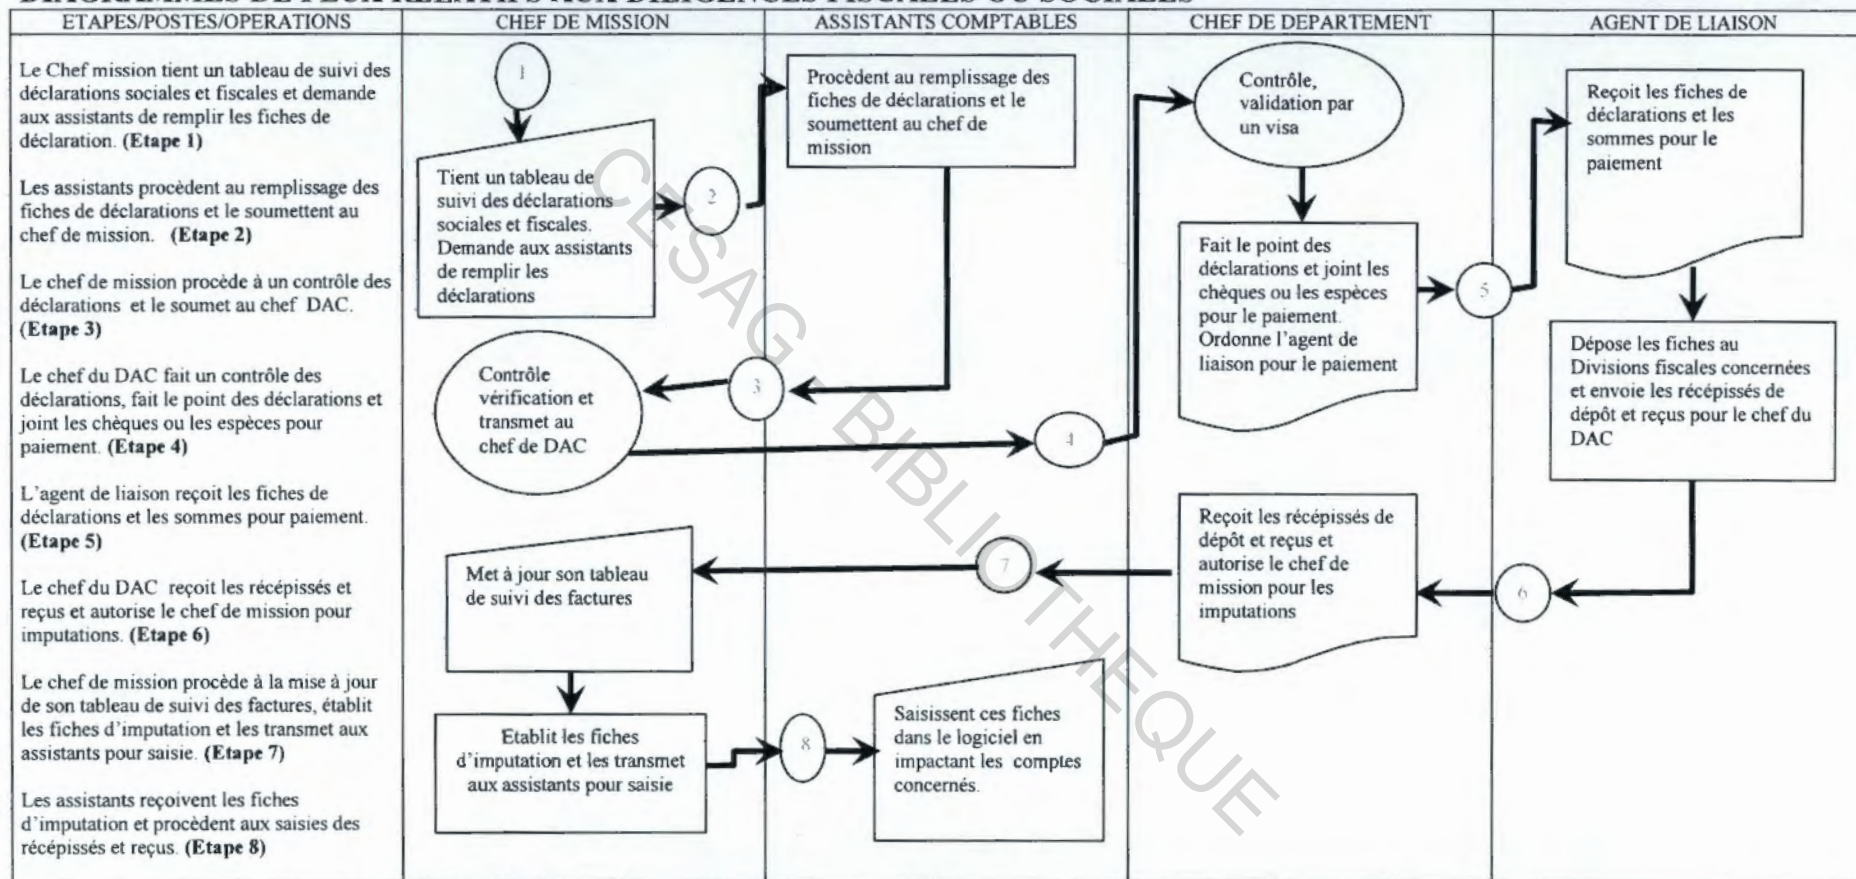 DIAGRAMMES DE FLUX RELATIFS AUX DILIGENCES FISCALES OU SOCIALES
ETAPES/POSTES/OPERATIONS
CHEF DE MISSION
ASSISTANTS COMPTABLES
CHEF DE DEPARTEMENT
AGENT DE LIAISON
Le Chef mission tient un tableau de suivi des
déclarations sociales et fiscales et demande
aux assistants de remplir les fiches de
déclaration. (Etape 1)
Les assistants procèdent au remplissage des
fiches de déclarations et le soumettent au
chef de mission. (Etape 2)
Le chef de mission procède à un contrôle des
déclarations et le soumet au chef DAC.
(Etape 3)
Le chef du DAC fait un contrôle des
déclarations, fait le point des déclarations et
joint les chèques ou les espèces pour
paiement. (Etape 4)
L'agent de liaison reçoit les fiches de
déclarations et les sommes pour paiement.
(Etape 5)
Le chef du DAC reçoit les récépissés et
reçus et autorise le chef de mission pour
imputations. (Etape 6)
Le chef de mission procède à la mise à jour
de son tableau de suivi des factures, établit
les fiches d'imputation et les transmet aux
assistants pour saisie. (Etape 7)
Les assistants reçoivent les fiches
d'imputation et procèdent aux saisies des
récépissés et reçus. (Etape 8)
1
Tient un tableau de
suivi des déclarations
sociales et fiscales.
Demande aux assistants
de remplir les
déclarations
2
Procèdent au remplissage des
fiches de déclarations et le
soumettent au chef de
mission
3
Contrôle
vérification et
transmet au
chef de DAC
4
Contrôle,
validation par
un visa
Fait le point des
déclarations et joint les
chèques ou les espèces
pour le paiement.
Ordonne l'agent de
liaison pour le paiement
5
Reçoit les fiches de
déclarations et les
sommes pour le
paiement
Dépose les fiches au
Divisions fiscales concernées
et envoie les récépissés de
dépôt et reçus pour le chef du
DAC
6
Reçoit les récépissés de
dépôt et reçus et
autorise le chef de
mission pour les
imputations
7
Met à jour son tableau
de suivi des factures
Etablit les fiches
d'imputation et les transmet
aux assistants pour saisie
8
Saisissent ces fiches
dans le logiciel en
impactant les comptes
concernés.
CESAG - BIBLIOTHEQUE